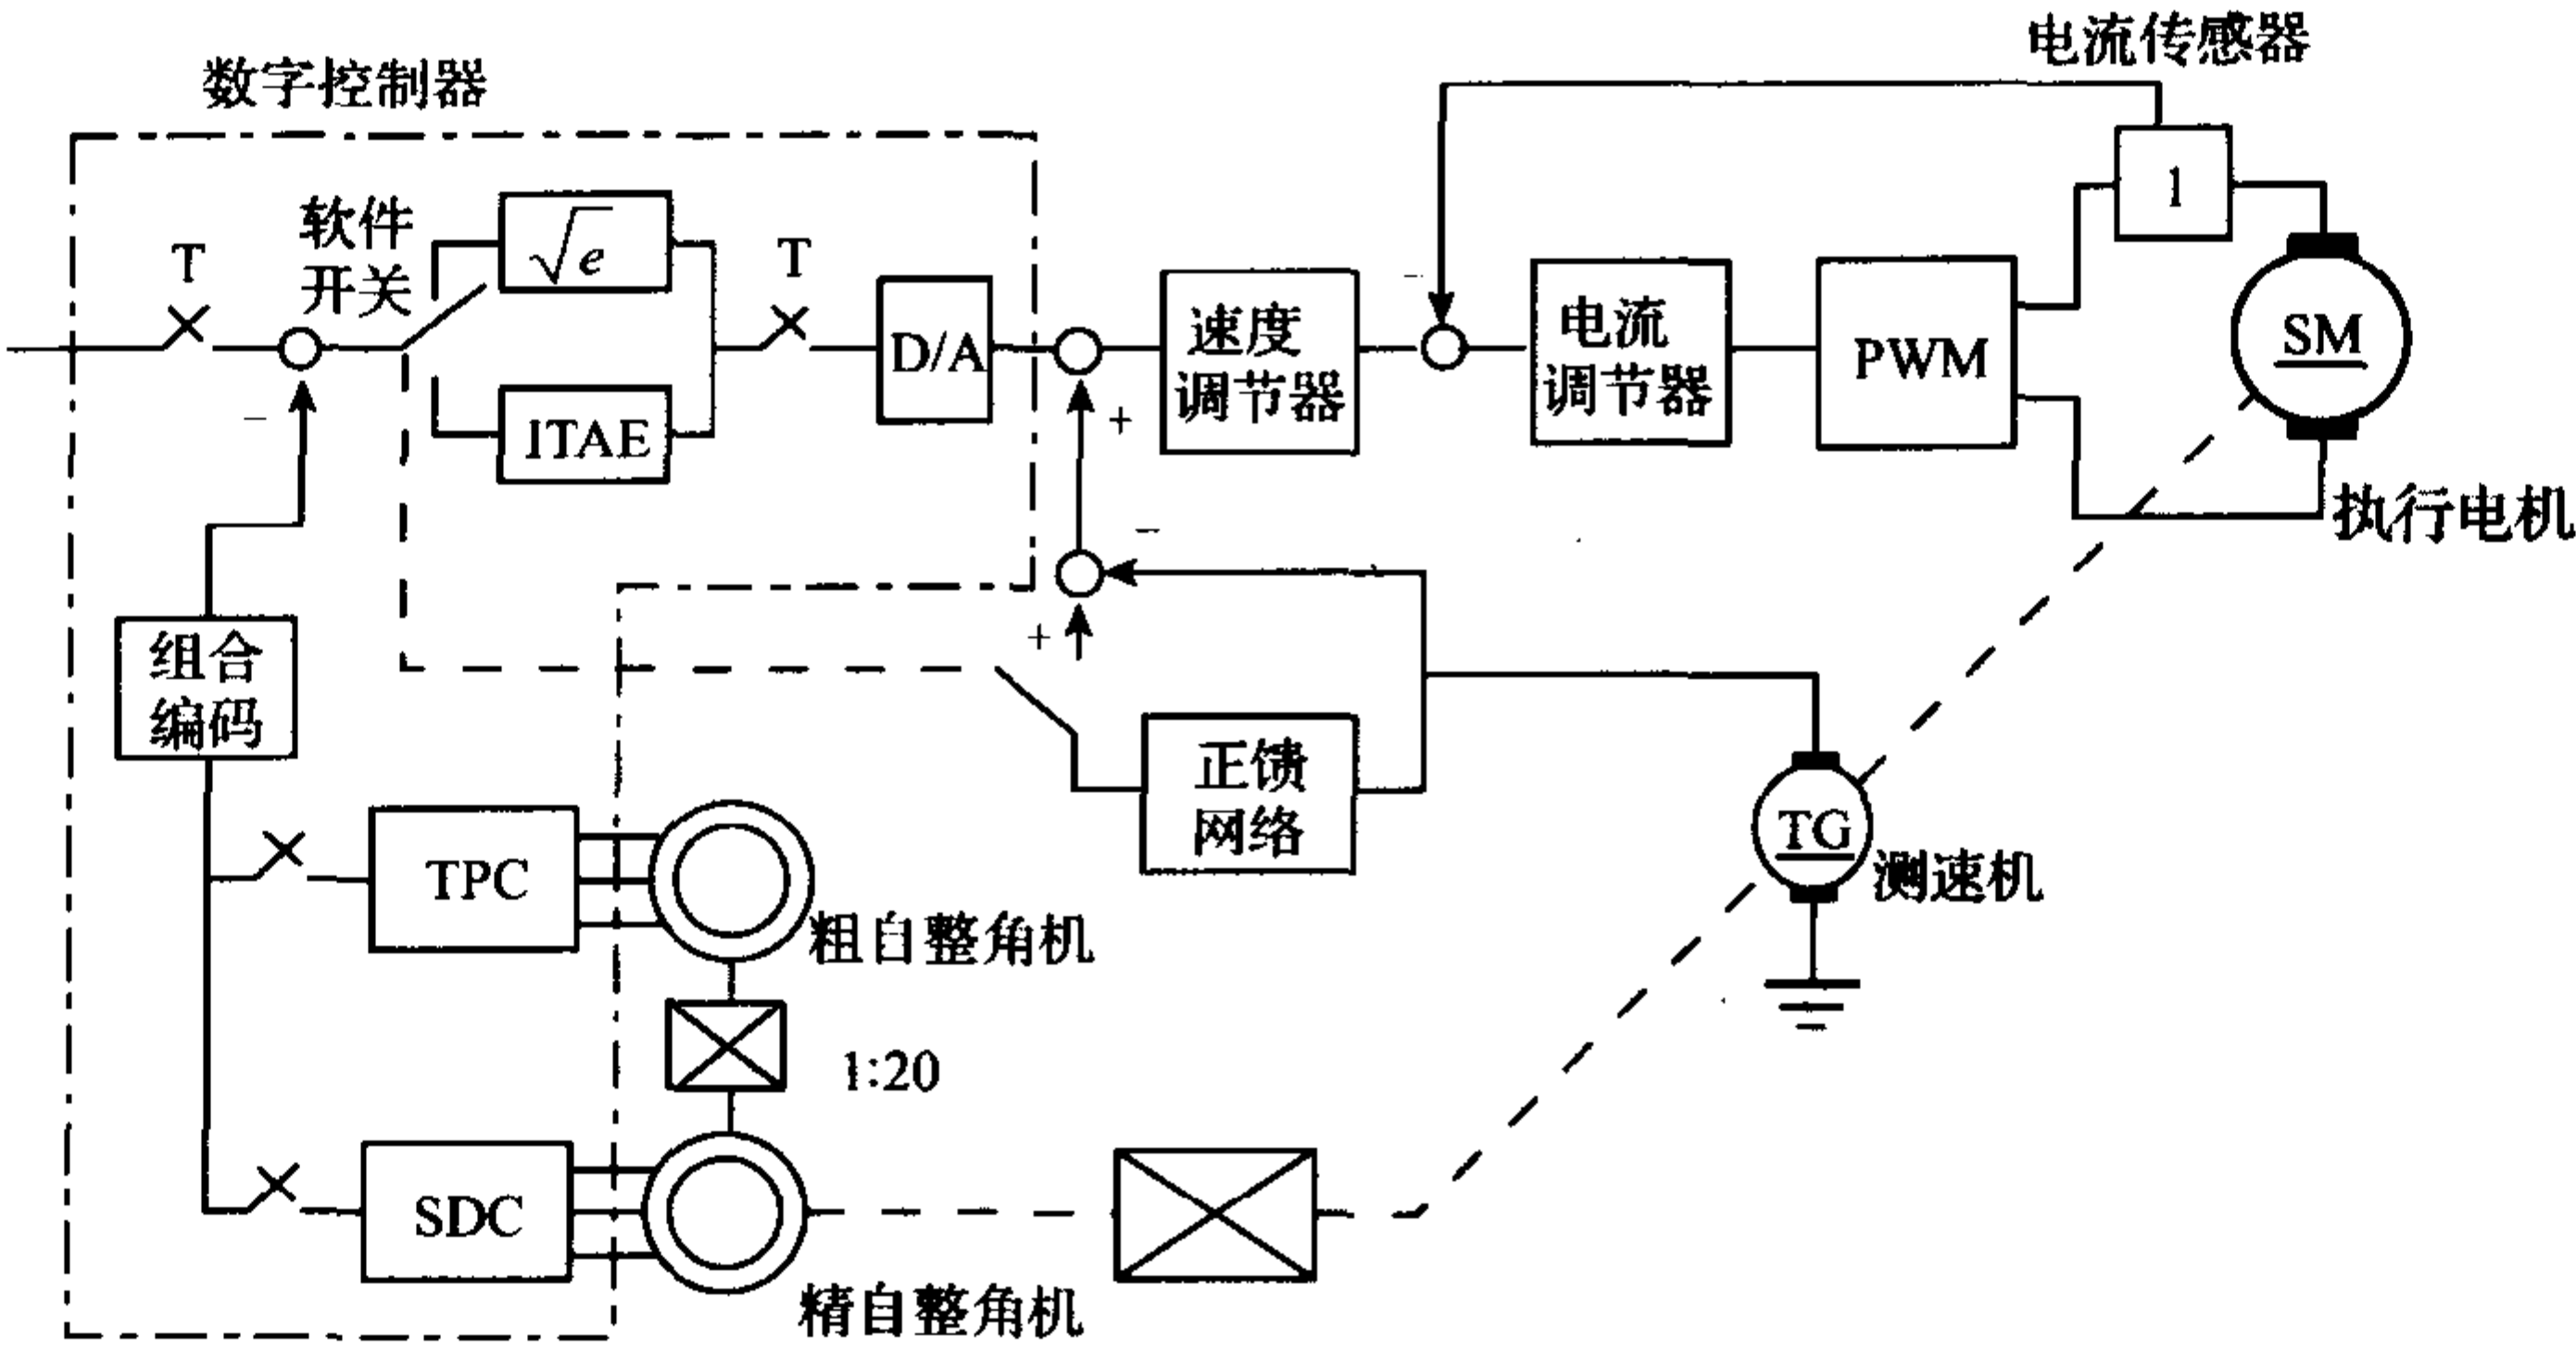 电流传感器
数字控制器
1
软件
开关
T
√e
T
−
D/A
速度
调节器
电流
调节器
PWM
SM
−
+
ITAE
执行电机
−
+
组合
编码
正馈
网络
TG
测速机
TPC
粗自整角机
1:20
SDC
精自整角机